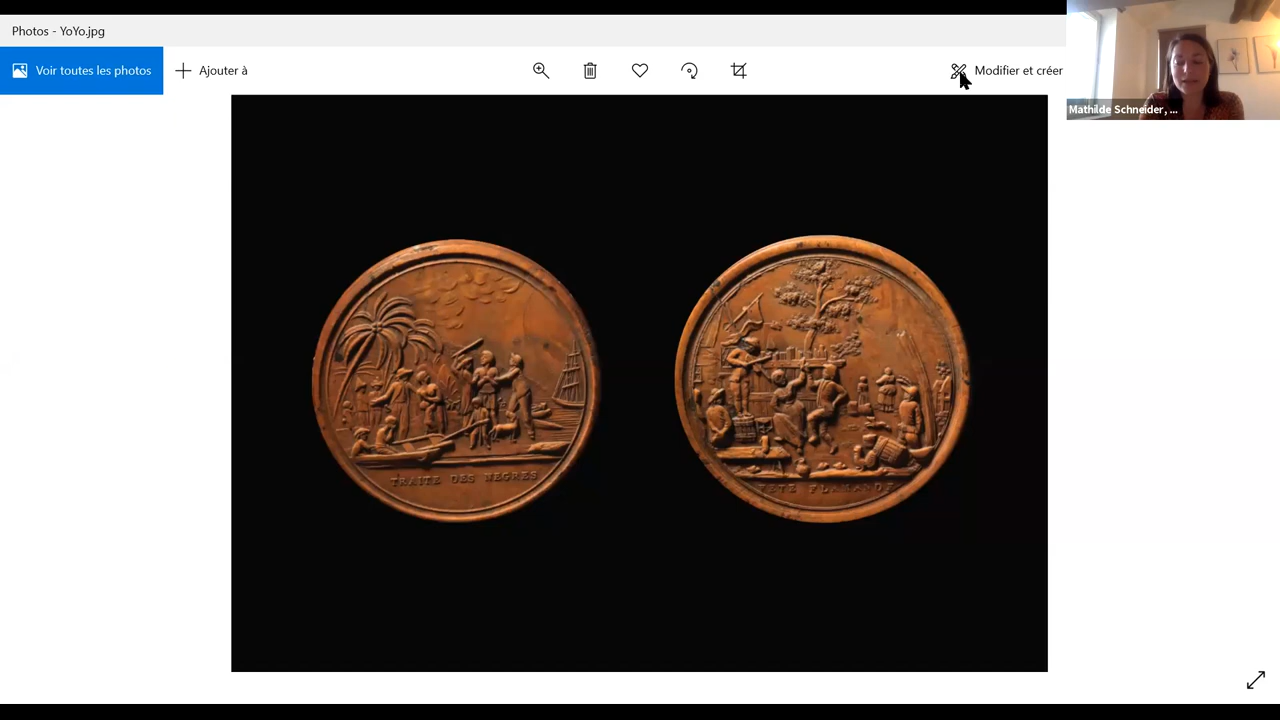 Photos - YoYo.jpg
Voir toutes les photos
Ajouter à
Modifier et créer
Mathilde Schneider, ...
TRAITE DES NEGRES
FETE FLAMANDE